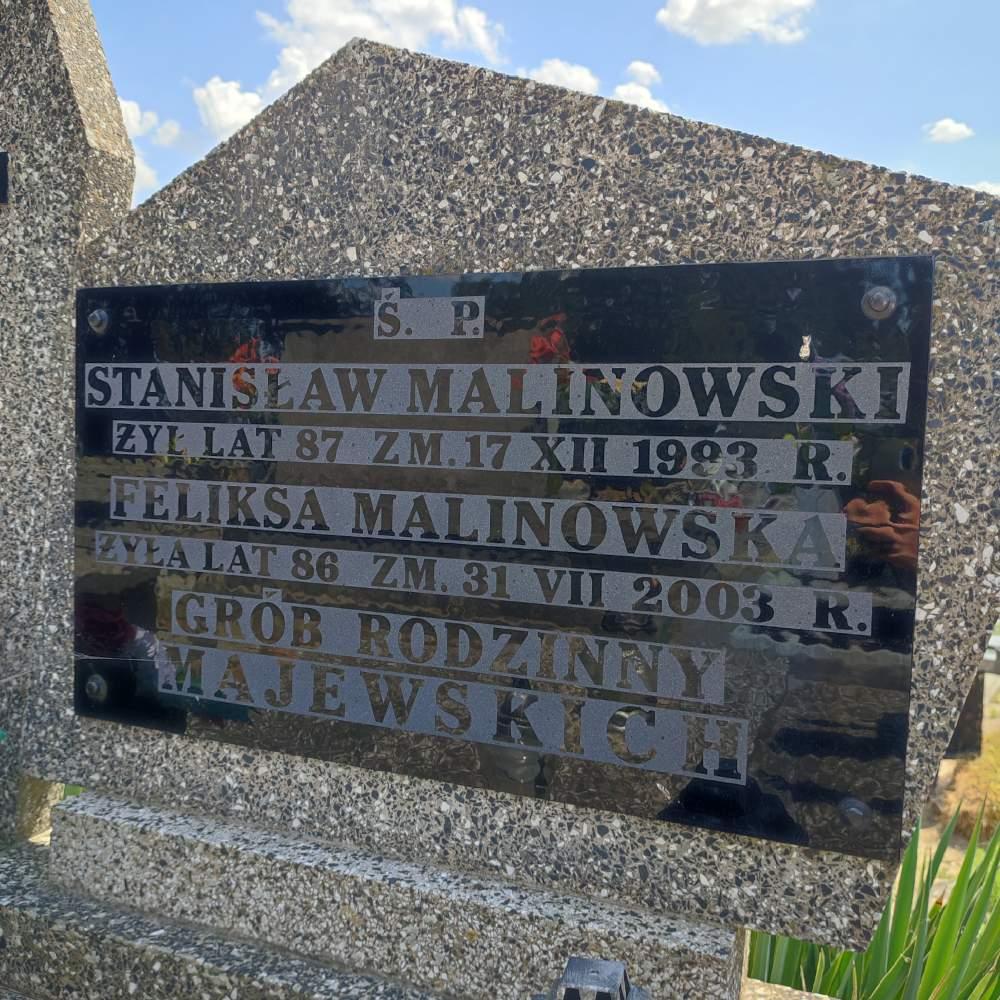 Ś. P.
STANISŁAW MALINOWSKI
ŻYŁ LAT 87 ZM. 17 XII 1993 R.
FELIKSA MALINOWSKA
ŻYŁA LAT 86 ZM. 31 VII 2003 R.
GRÓB RODZINNY
MAJEWSKICH